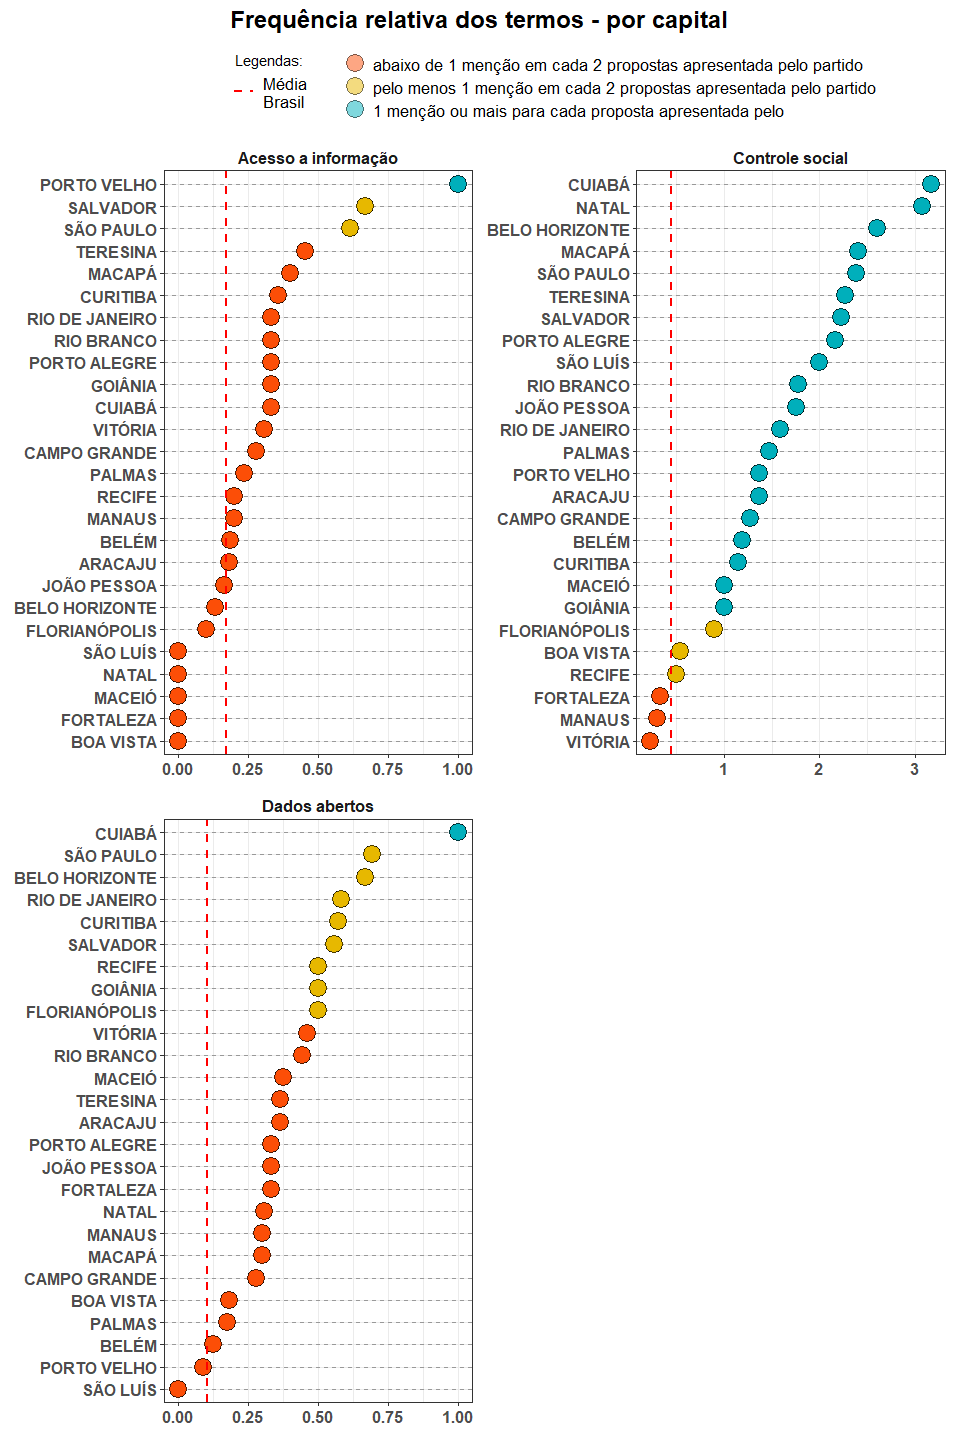 Frequência relativa dos termos - por capital
Legendas:
Média
Brasil
abaixo de 1 menção em cada 2 propostas apresentada pelo partido
pelo menos 1 menção em cada 2 propostas apresentada pelo partido
1 menção ou mais para cada proposta apresentada pelo
Acesso a informação
PORTO VELHO
SALVADOR
SÃO PAULO
TERESINA
MACAPÁ
CURITIBA
RIO DE JANEIRO
RIO BRANCO
PORTO ALEGRE
GOIÂNIA
CUIABÁ
VITÓRIA
CAMPO GRANDE
PALMAS
RECIFE
MANAUS
BELÉM
ARACAJU
JOÃO PESSOA
BELO HORIZONTE
FLORIANÓPOLIS
SÃO LUÍS
NATAL
MACEIÓ
FORTALEZA
BOA VISTA
0.00 0.25 0.50 0.75 1.00
Controle social
CUIABÁ
NATAL
BELO HORIZONTE
MACAPÁ
SÃO PAULO
TERESINA
SALVADOR
PORTO ALEGRE
SÃO LUÍS
RIO BRANCO
JOÃO PESSOA
RIO DE JANEIRO
PALMAS
PORTO VELHO
ARACAJU
CAMPO GRANDE
BELÉM
CURITIBA
MACEIÓ
GOIÂNIA
FLORIANÓPOLIS
BOA VISTA
RECIFE
FORTALEZA
MANAUS
VITÓRIA
1 2 3
Dados abertos
CUIABÁ
SÃO PAULO
BELO HORIZONTE
RIO DE JANEIRO
CURITIBA
SALVADOR
RECIFE
GOIÂNIA
FLORIANÓPOLIS
VITÓRIA
RIO BRANCO
MACEIÓ
TERESINA
ARACAJU
PORTO ALEGRE
JOÃO PESSOA
FORTALEZA
NATAL
MANAUS
MACAPÁ
CAMPO GRANDE
BOA VISTA
PALMAS
BELÉM
PORTO VELHO
SÃO LUÍS
0.00 0.25 0.50 0.75 1.00